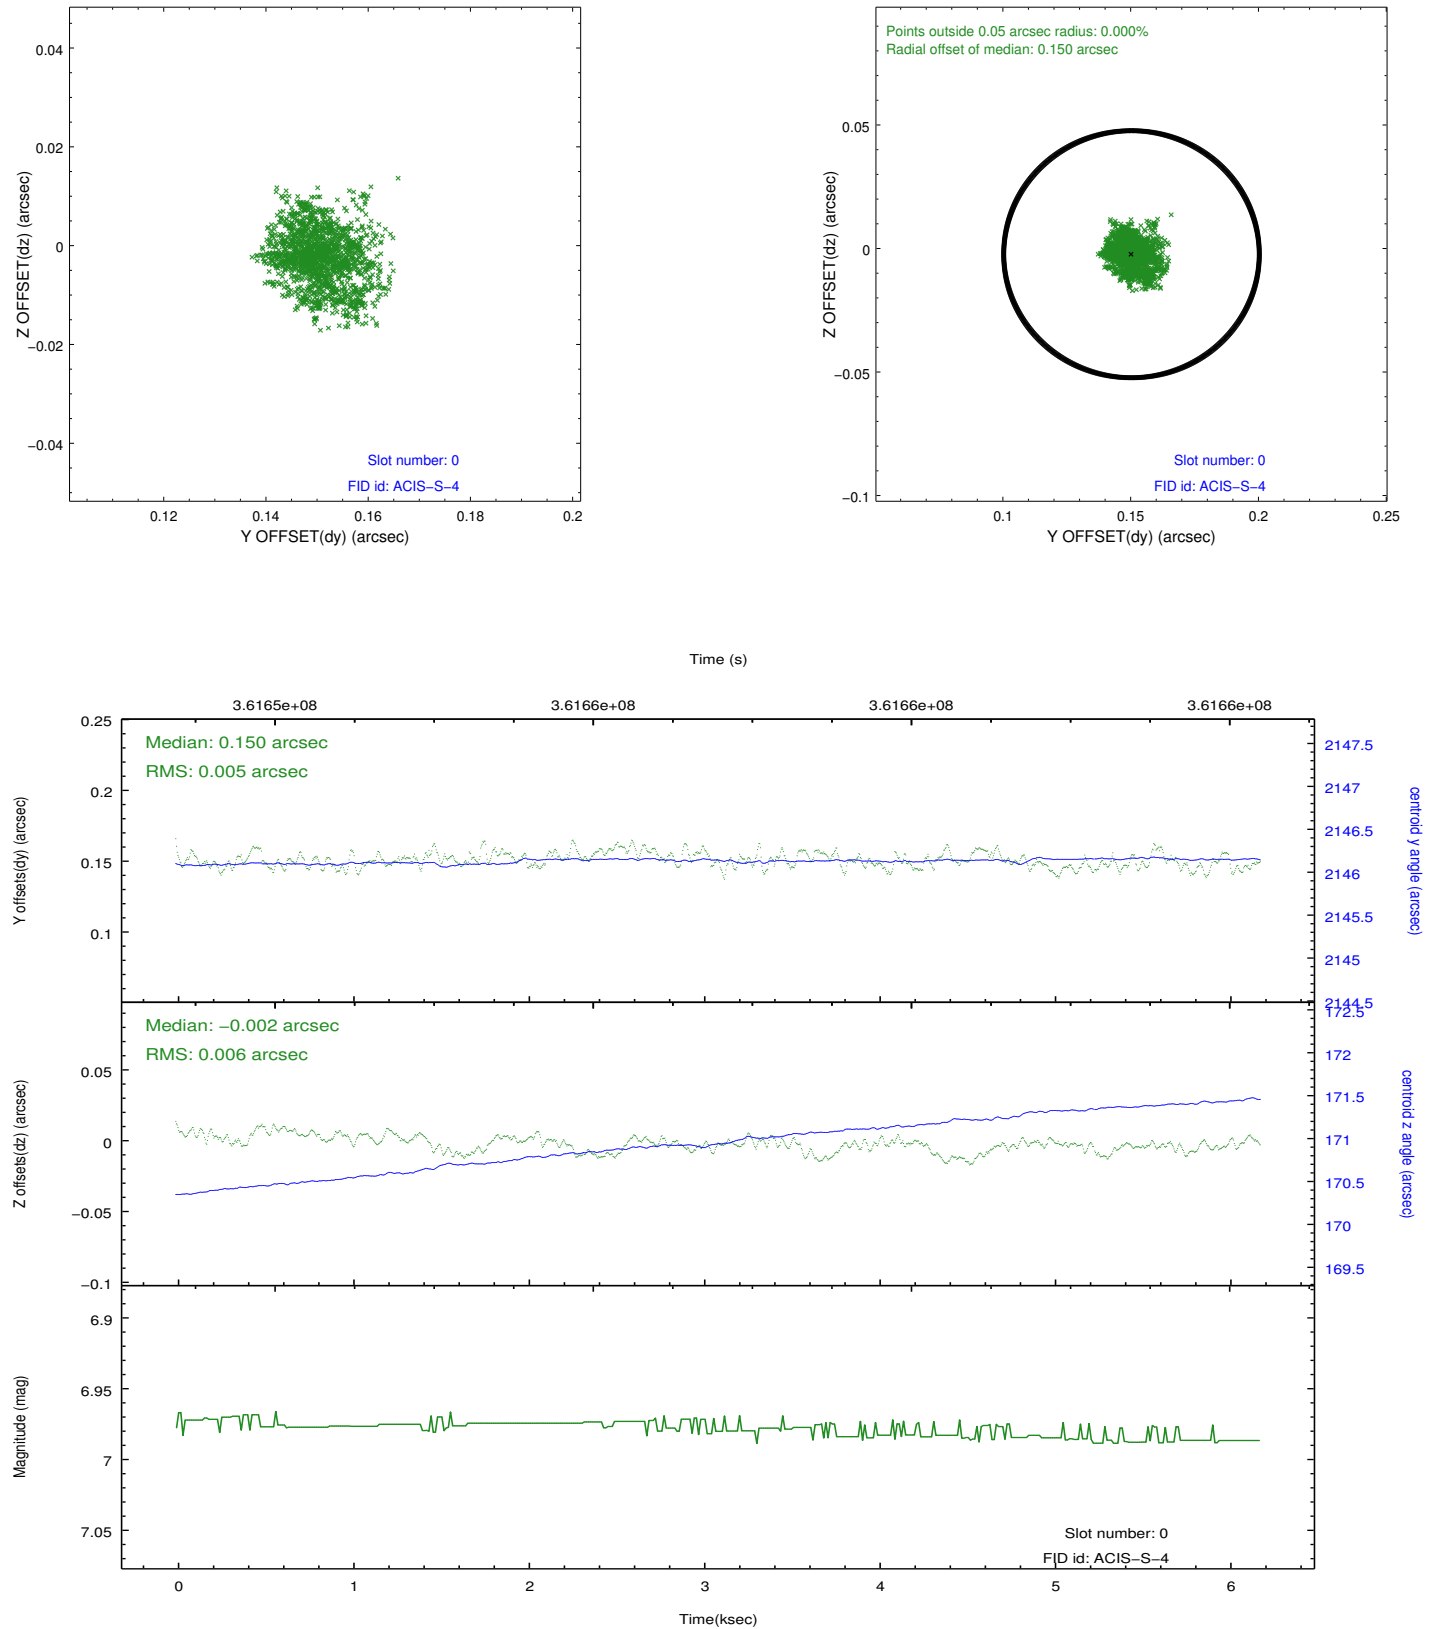 0.04
0.02
0
−0.02
−0.04
Z OFFSET(dz) (arcsec)
Slot number: 0
FID id: ACIS−S−4
0.12 0.14 0.16 0.18 0.2
Y OFFSET(dy) (arcsec)
Points outside 0.05 arcsec radius: 0.000%
Radial offset of median: 0.150 arcsec
0.05
0
−0.05
−0.1
Z OFFSET(dz) (arcsec)
Slot number: 0
FID id: ACIS−S−4
0.1 0.15 0.2 0.25
Y OFFSET(dy) (arcsec)
Time (s)
3.6165e+08 3.6166e+08 3.6166e+08 3.6166e+08
0.25
0.2
0.15
0.1
Y offsets(dy) (arcsec)
Median: 0.150 arcsec
RMS: 0.005 arcsec
2147.5
2147
2146.5
2146
2145.5
2145
2144.5
centroid y angle (arcsec)
0.05
0
−0.05
−0.1
Z offsets(dz) (arcsec)
Median: −0.002 arcsec
RMS: 0.006 arcsec
172.5
172
171.5
171
170.5
170
169.5
centroid z angle (arcsec)
6.9
6.95
7
7.05
Magnitude (mag)
Slot number: 0
FID id: ACIS−S−4
0 1 2 3 4 5 6
Time(ksec)